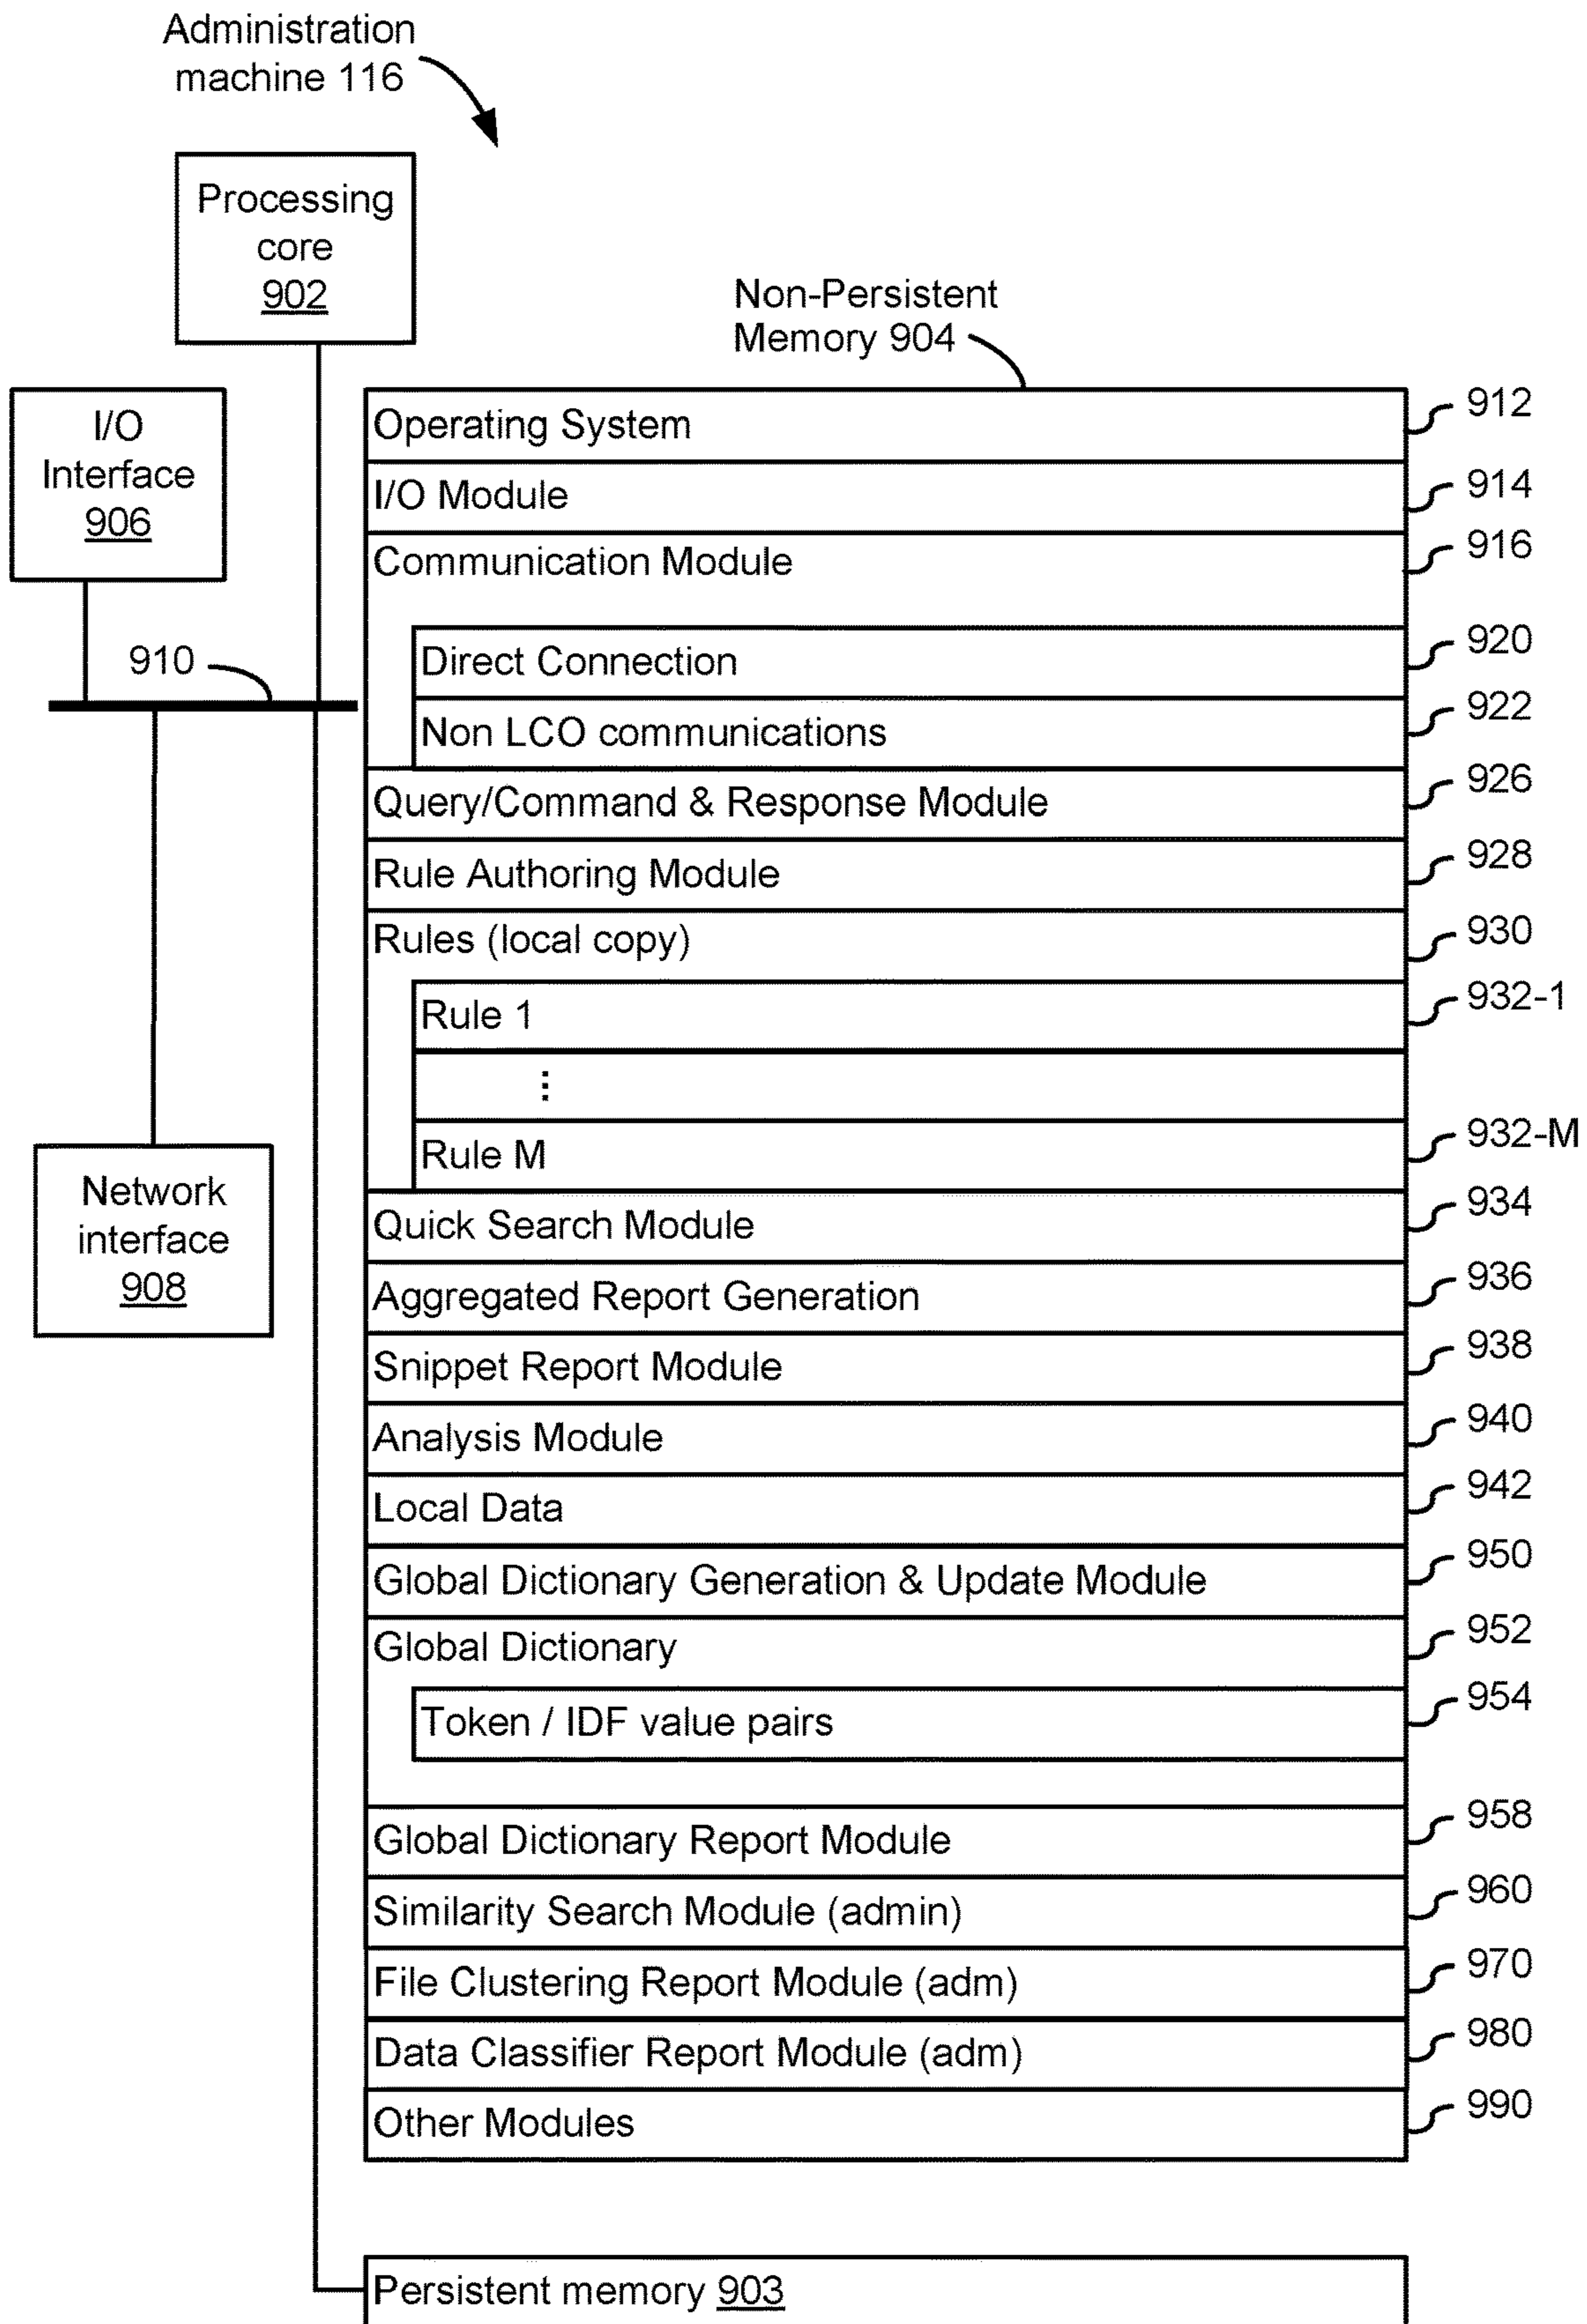 Administration
machine 116
Processing
core
902
Non-Persistent
Memory 904
I/O
Interface
906
910
Network
interface
908
Operating System
912
I/O Module
914
Communication Module
916
Direct Connection
920
Non LCO communications
922
Query/Command & Response Module
926
Rule Authoring Module
928
Rules (local copy)
930
Rule 1
932-1
⋮
Rule M
932-M
Quick Search Module
934
Aggregated Report Generation
936
Snippet Report Module
938
Analysis Module
940
Local Data
942
Global Dictionary Generation & Update Module
950
Global Dictionary
952
Token / IDF value pairs
954
Global Dictionary Report Module
958
Similarity Search Module (admin)
960
File Clustering Report Module (adm)
970
Data Classifier Report Module (adm)
980
Other Modules
990
Persistent memory 903